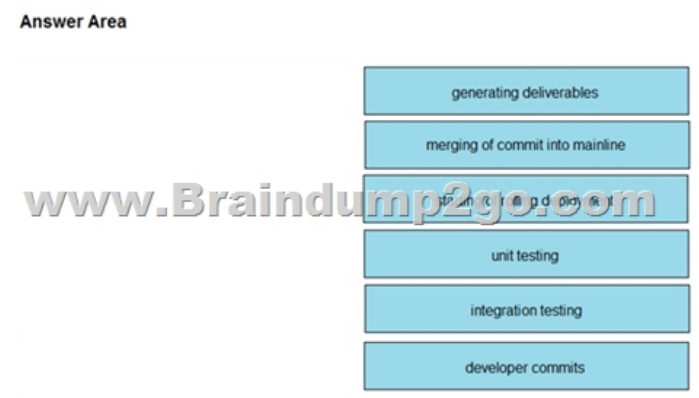 Answer Area
generating deliverables
merging of commit into mainline
www.Braindump2go.com
unit testing
integration testing
developer commits